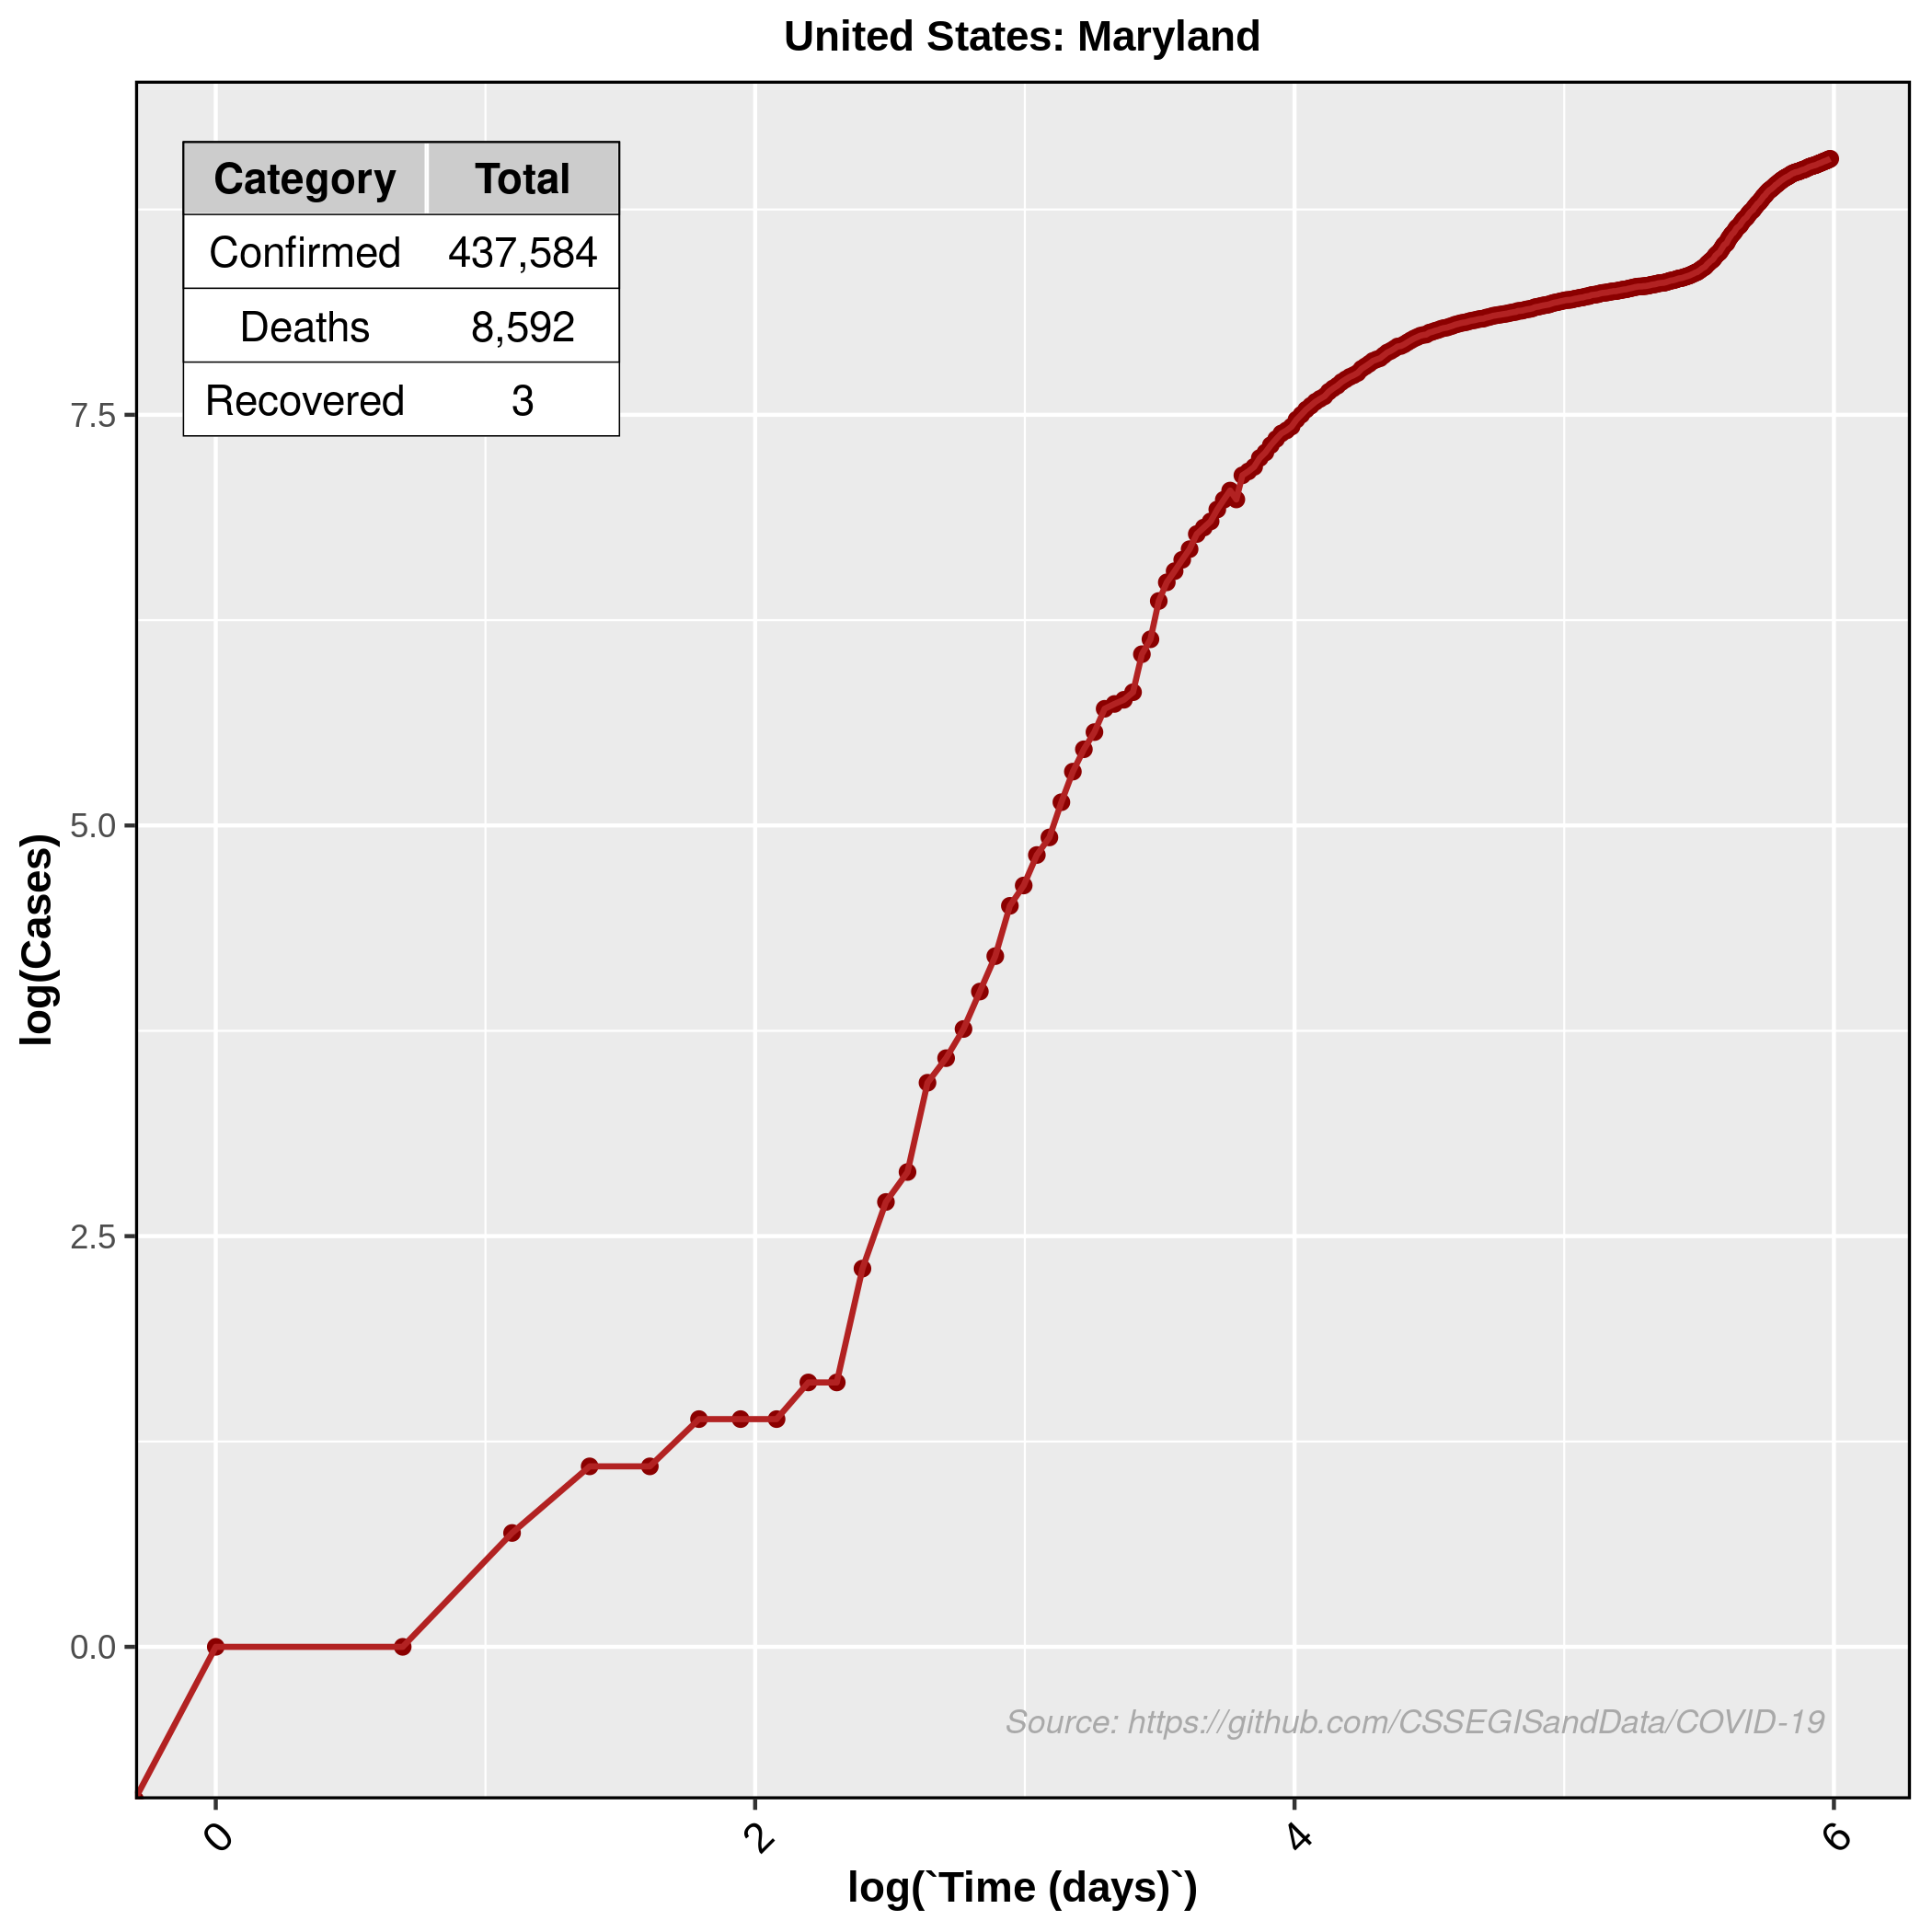 United States: Maryland
Category Total
Confirmed 437,584
Deaths 8,592
Recovered 3
7.5
5.0
2.5
0.0
log(Cases)
Source: https://github.com/CSSEGISandData/COVID-19
0 2 4 6
log(`Time (days)`)